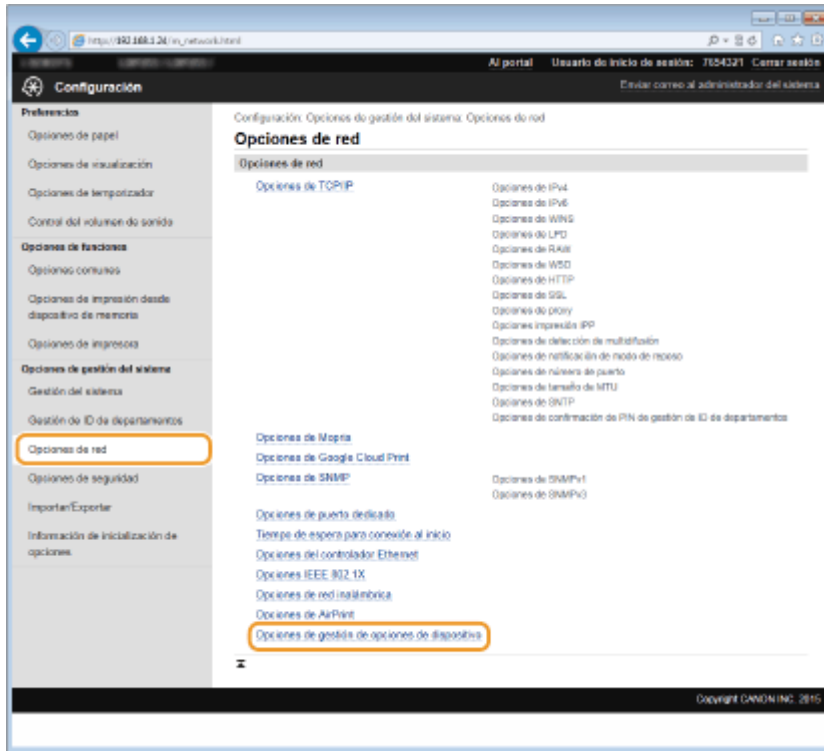 http://192.168.1.24/m_network.html
Al portal Usuario de inicio de sesión: 7654321 Cerrar sesión
Configuración
Enviar correo al administrador del sistema
Preferencias
Opciones de papel
Opciones de visualización
Opciones de temporizador
Control del volumen de sonido
Opciones de funciones
Opciones comunes
Opciones de impresión desde
dispositivo de memoria
Opciones de impresora
Opciones de gestión del sistema
Gestión del sistema
Gestión de ID de departamentos
Opciones de red
Opciones de seguridad
Importar/Exportar
Información de inicialización de
opciones
Configuración: Opciones de gestión del sistema: Opciones de red
Opciones de red
Opciones de red
Opciones de TCP/IP
Opciones de IPv4
Opciones de IPv6
Opciones de WINS
Opciones de LPD
Opciones de RAW
Opciones de WSD
Opciones de HTTP
Opciones de SSL
Opciones de proxy
Opciones impresión IPP
Opciones de detección de multidifusión
Opciones de notificación de modo de reposo
Opciones de número de puerto
Opciones de tamaño de MTU
Opciones de SNTP
Opciones de confirmación de PIN de gestión de ID de departamentos
Opciones de Mopria
Opciones de Google Cloud Print
Opciones de SNMP
Opciones de SNMPv1
Opciones de SNMPv3
Opciones de puerto dedicado
Tiempo de espera para conexión al inicio
Opciones del controlador Ethernet
Opciones IEEE 802.1X
Opciones de red inalámbrica
Opciones de AirPrint
Opciones de gestión de opciones de dispositivo
Copyright CANON INC. 2015